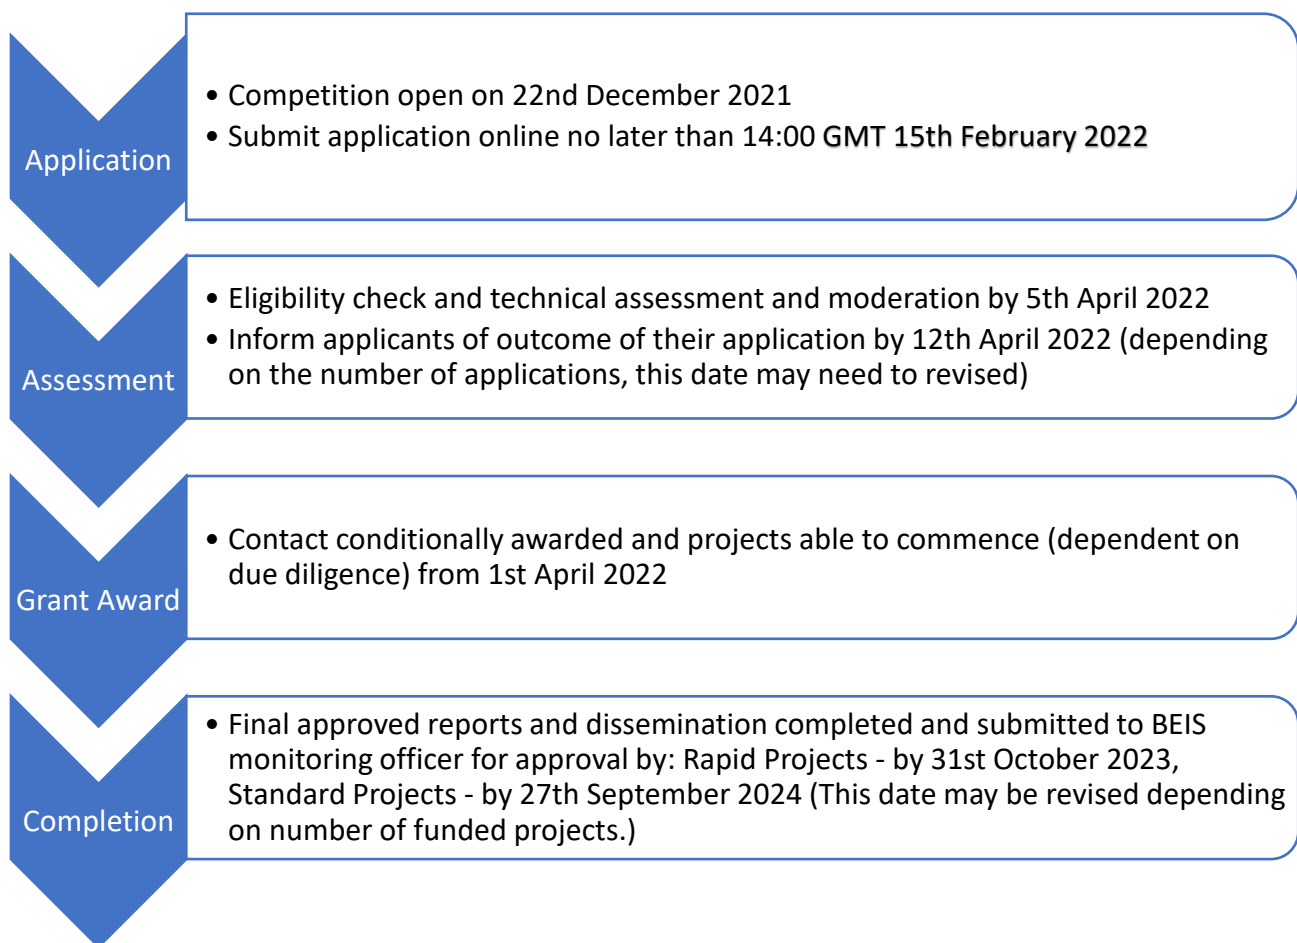 Application
• Competition open on 22nd December 2021
• Submit application online no later than 14:00 GMT 15th February 2022
Assessment
• Eligibility check and technical assessment and moderation by 5th April 2022
• Inform applicants of outcome of their application by 12th April 2022 (depending
on the number of applications, this date may need to revised)
Grant Award
• Contact conditionally awarded and projects able to commence (dependent on
due diligence) from 1st April 2022
Completion
• Final approved reports and dissemination completed and submitted to BEIS
monitoring officer for approval by: Rapid Projects - by 31st October 2023,
Standard Projects - by 27th September 2024 (This date may be revised depending
on number of funded projects.)